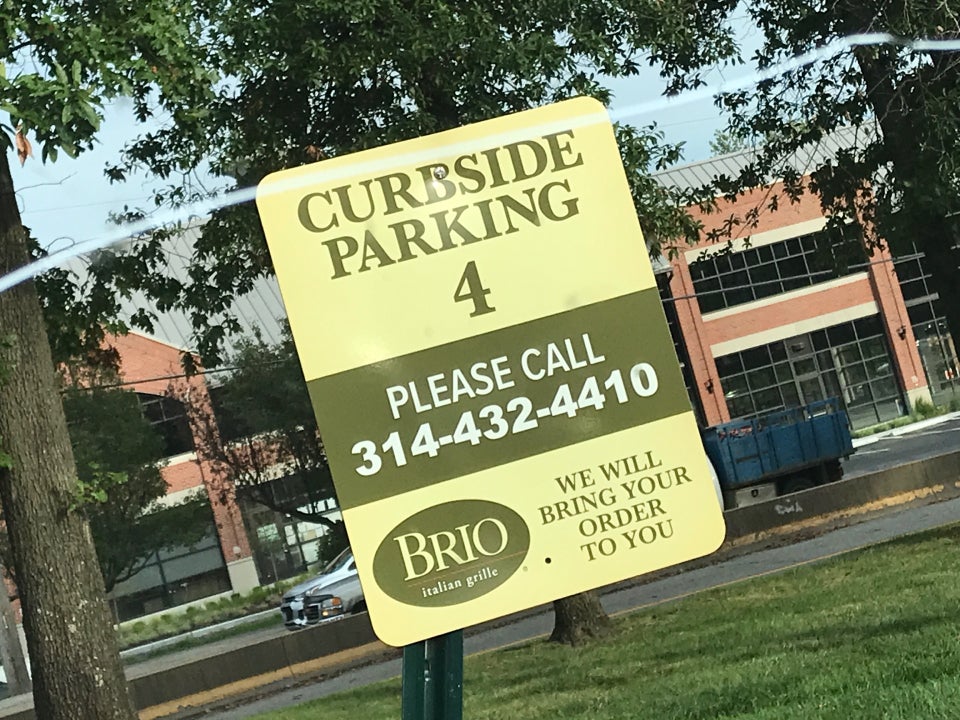 CURBSIDE
PARKING
4
PLEASE CALL
314-432-4410
BRIO
italian grille
WE WILL
BRING YOUR
ORDER
TO YOU